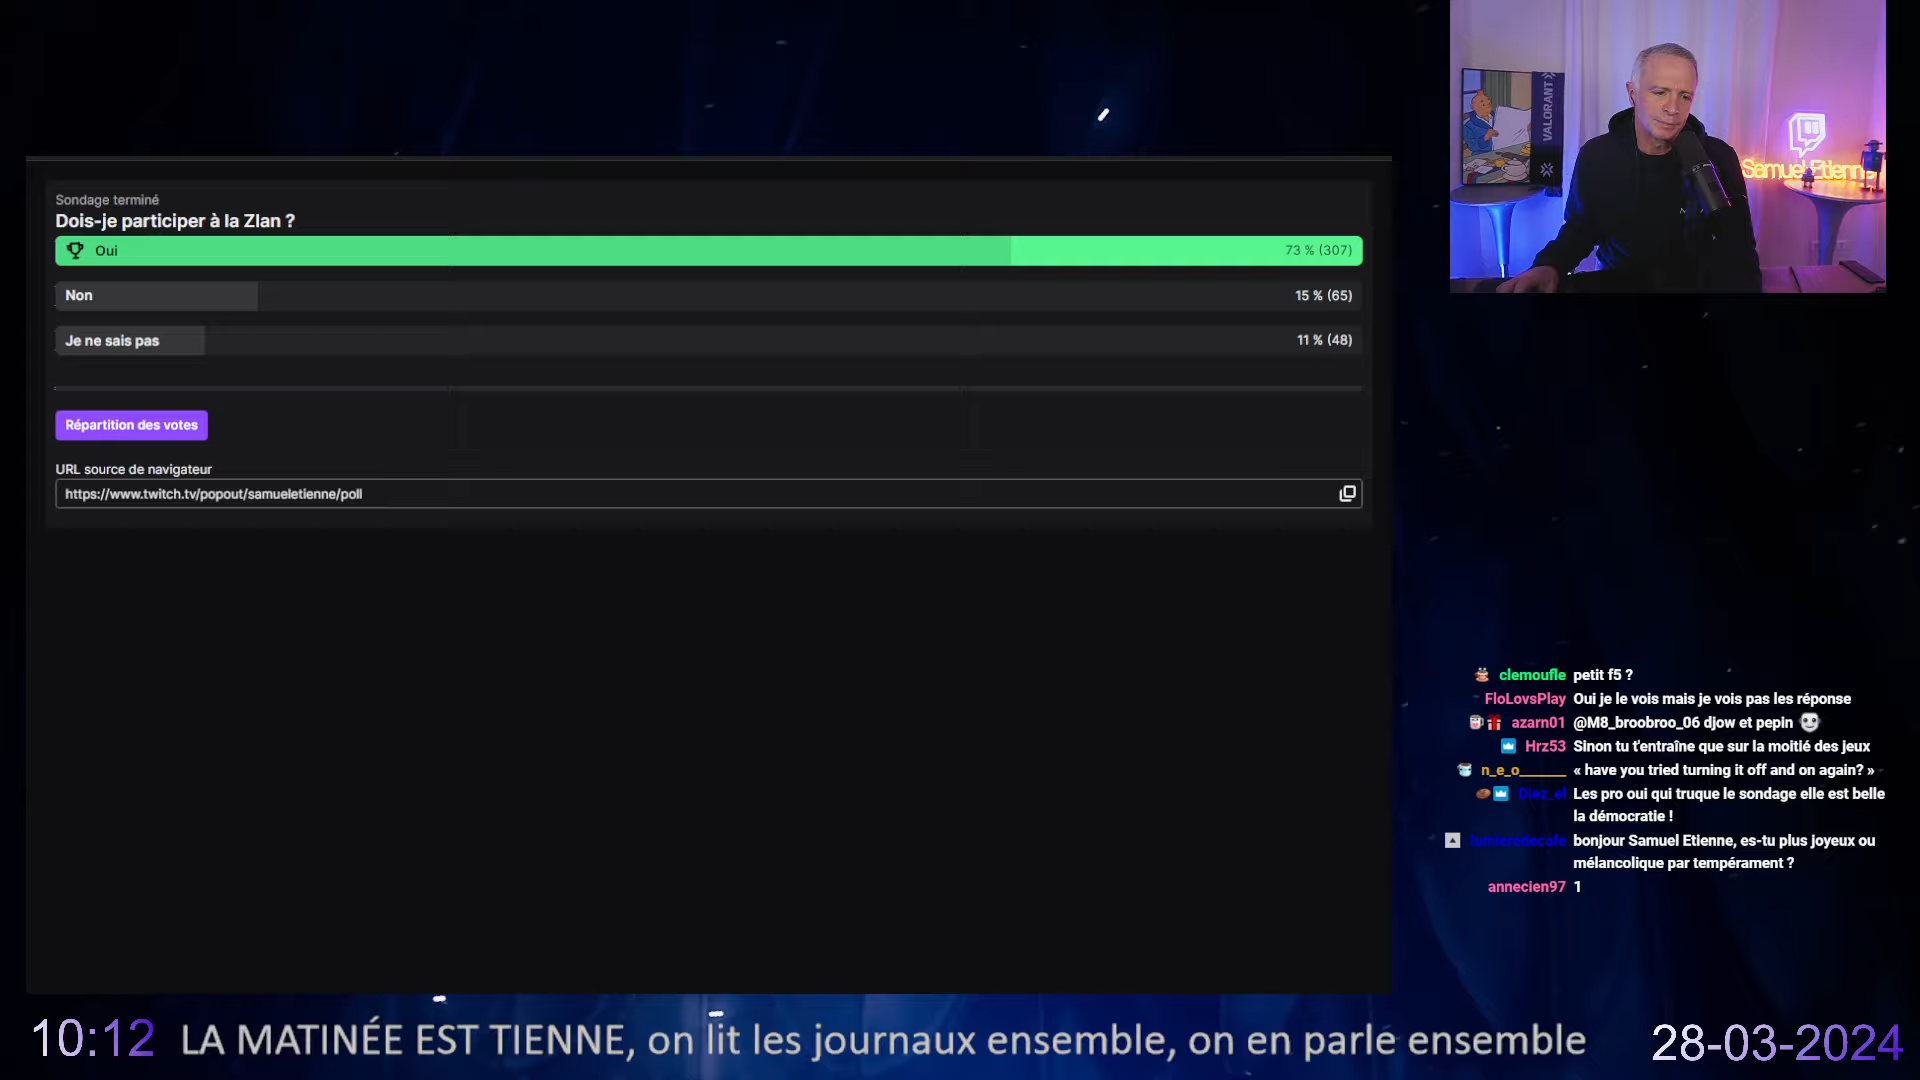 VALORANT
Samuel Etienne
Sondage terminé
Dois-je participer à la Zlan ?
Oui
73 % (307)
Non
15 % (65)
Je ne sais pas
11 % (48)
Répartition des votes
URL source de navigateur
https://www.twitch.tv/popout/samueletienne/poll
clemoufle petit f5 ?
FloLovsPlay Oui je le vois mais je vois pas les réponse
azarn01 @M8_broobroo_06 djow et pepin
Hrz53 Sinon tu t'entraîne que sur la moitié des jeux
n_e_o______ « have you tried turning it off and on again? »
Diez_el Les pro oui qui truque le sondage elle est belle
la démocratie !
lumieredecafe bonjour Samuel Etienne, es-tu plus joyeux ou
mélancolique par tempérament ?
annecien97 1
10:12 LA MATINÉE EST TIENNE, on lit les journaux ensemble, on en parle ensemble 28-03-2024